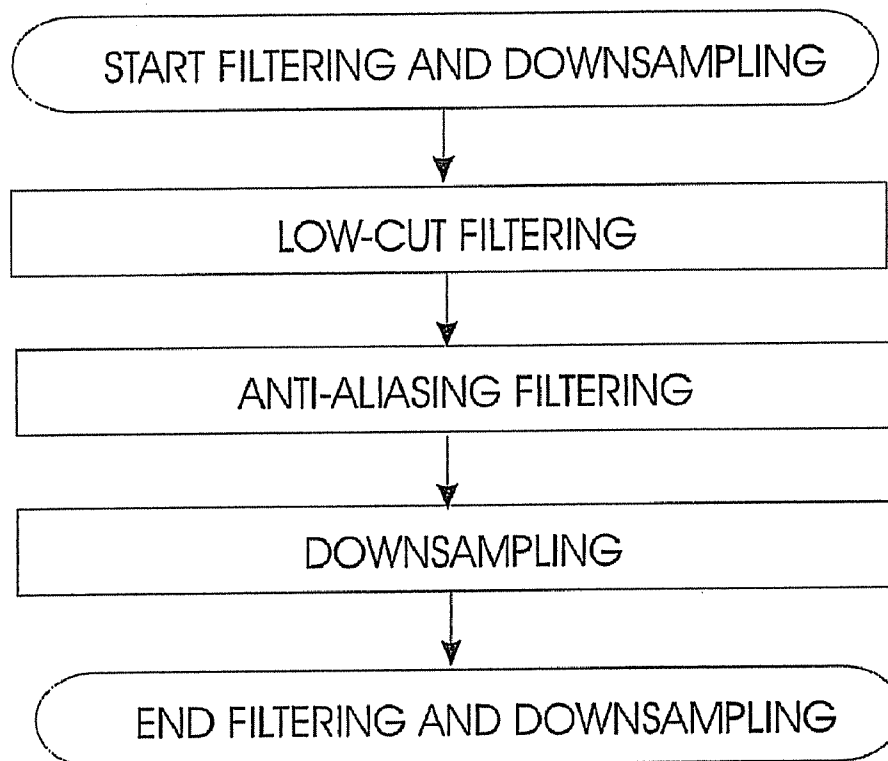 START FILTERING AND DOWNSAMPLING
LOW-CUT FILTERING
ANTI-ALIASING FILTERING
DOWNSAMPLING
END FILTERING AND DOWNSAMPLING